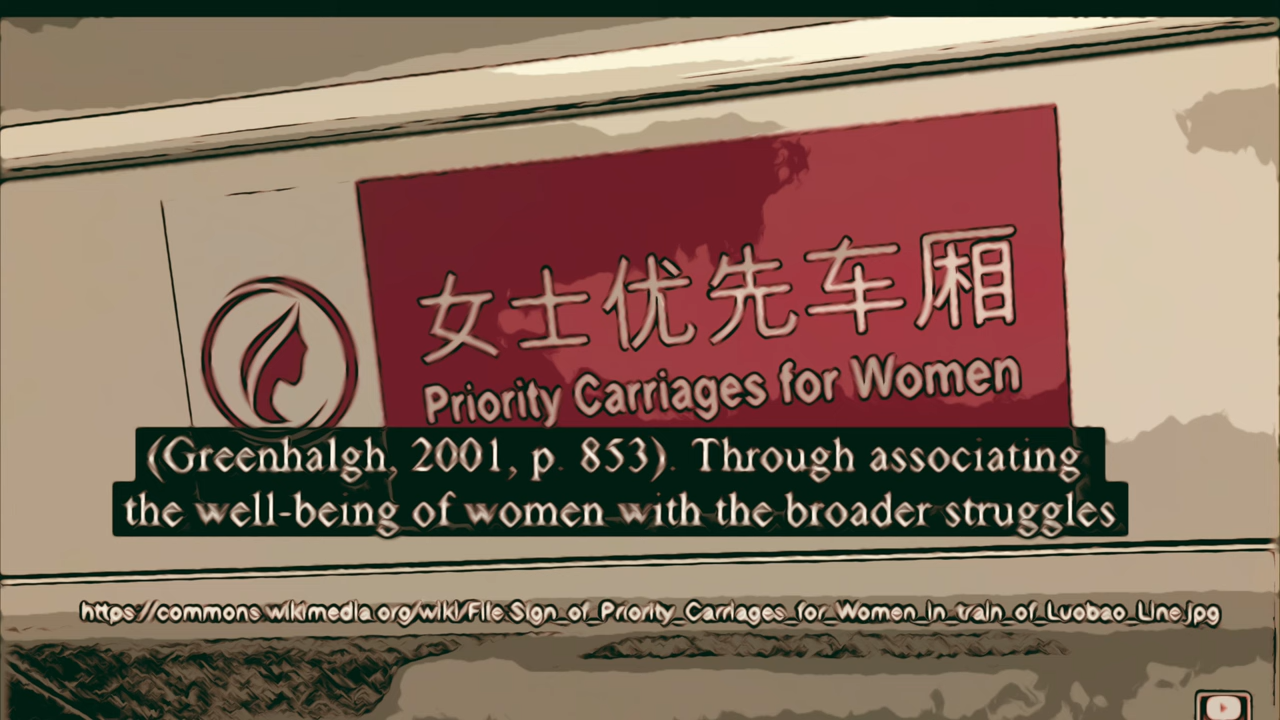 女士优先车厢
Priority Carriages for Women
(Greenhalgh, 2001, p. 853). Through associating
the well-being of women with the broader struggles
https://commons.wikimedia.org/wiki/File:Sign_of_Priority_Carriages_for_Women_in_train_of_Luobao_Line.jpg